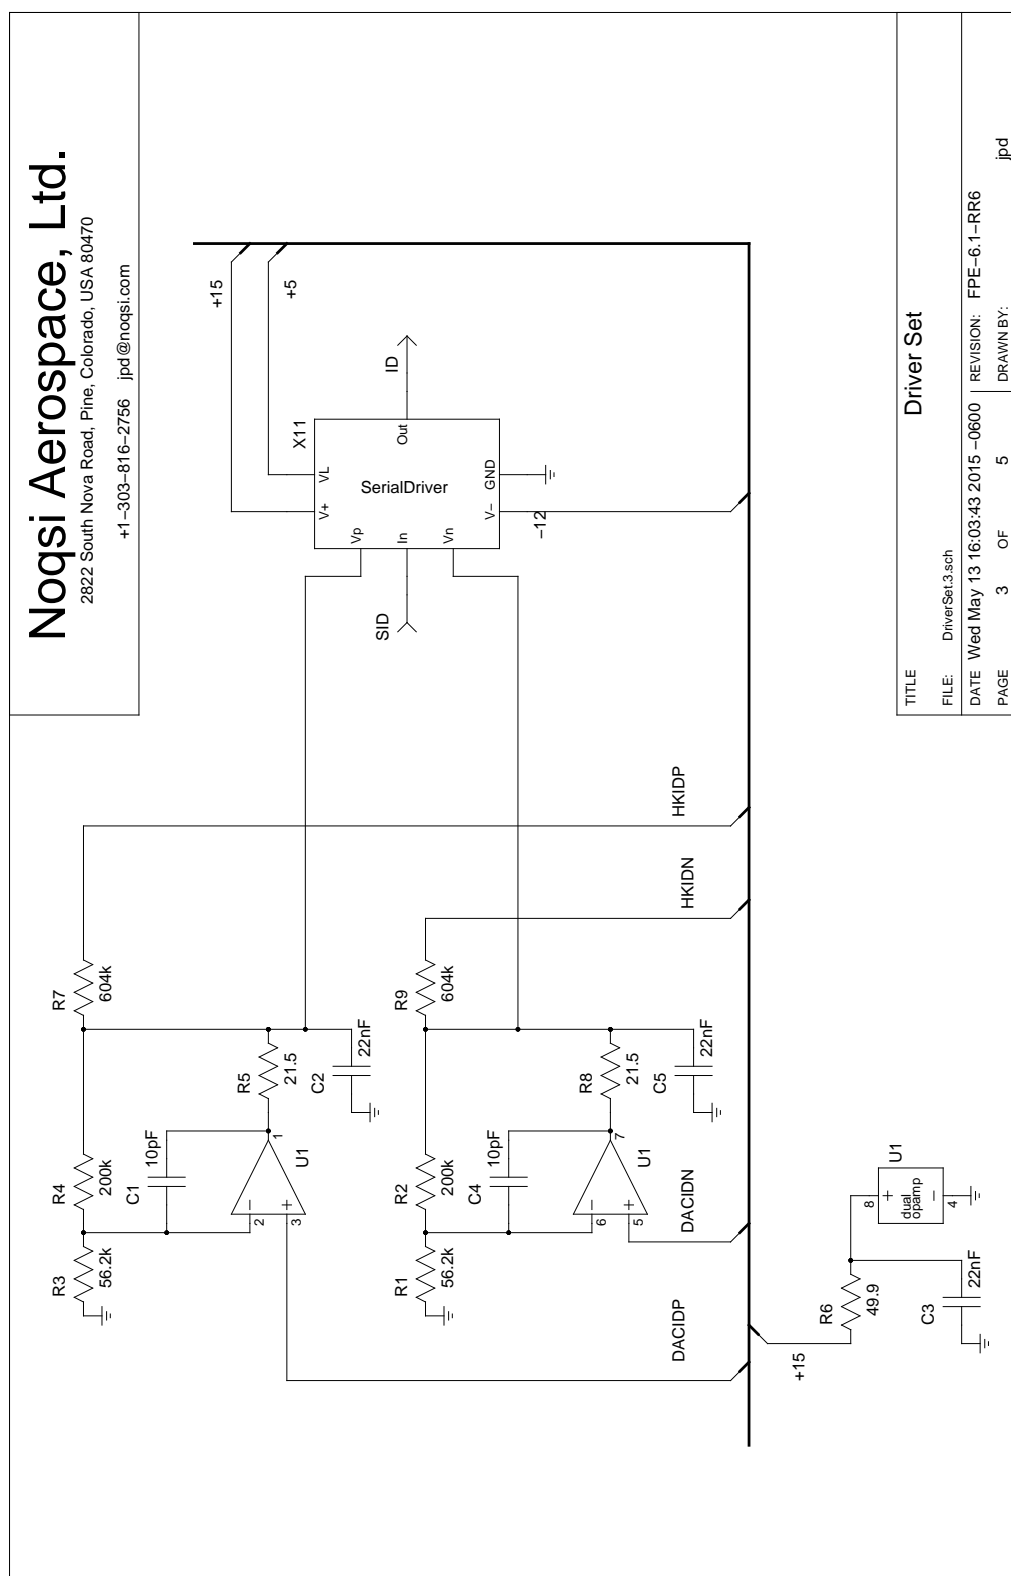 Noqsi Aerospace, Ltd.
2822 South Nova Road, Pine, Colorado, USA 80470
+1−303−816−2756 jpd@noqsi.com
R3
56.2k
R4
200k
R7
604k
C1
10pF
2
3
1
U1
R5
21.5
C2
22nF
R1
56.2k
R2
200k
R9
604k
C4
10pF
6
5
7
U1
R8
21.5
C5
22nF
DACIDP
DACIDN
HKIDN
HKIDP
+15
+5
X11
V+
VL
Vp
In
Vn
SerialDriver
Out
V−
GND
SID
ID
−12
+15
R6
49.9
C3
22nF
U1
8
+
dual
opamp
−
4
TITLE
Driver Set
FILE: DriverSet.3.sch
DATE Wed May 13 16:03:43 2015 −0600
REVISION: FPE−6.1−RR6
PAGE 3 OF 5
DRAWN BY: jpd